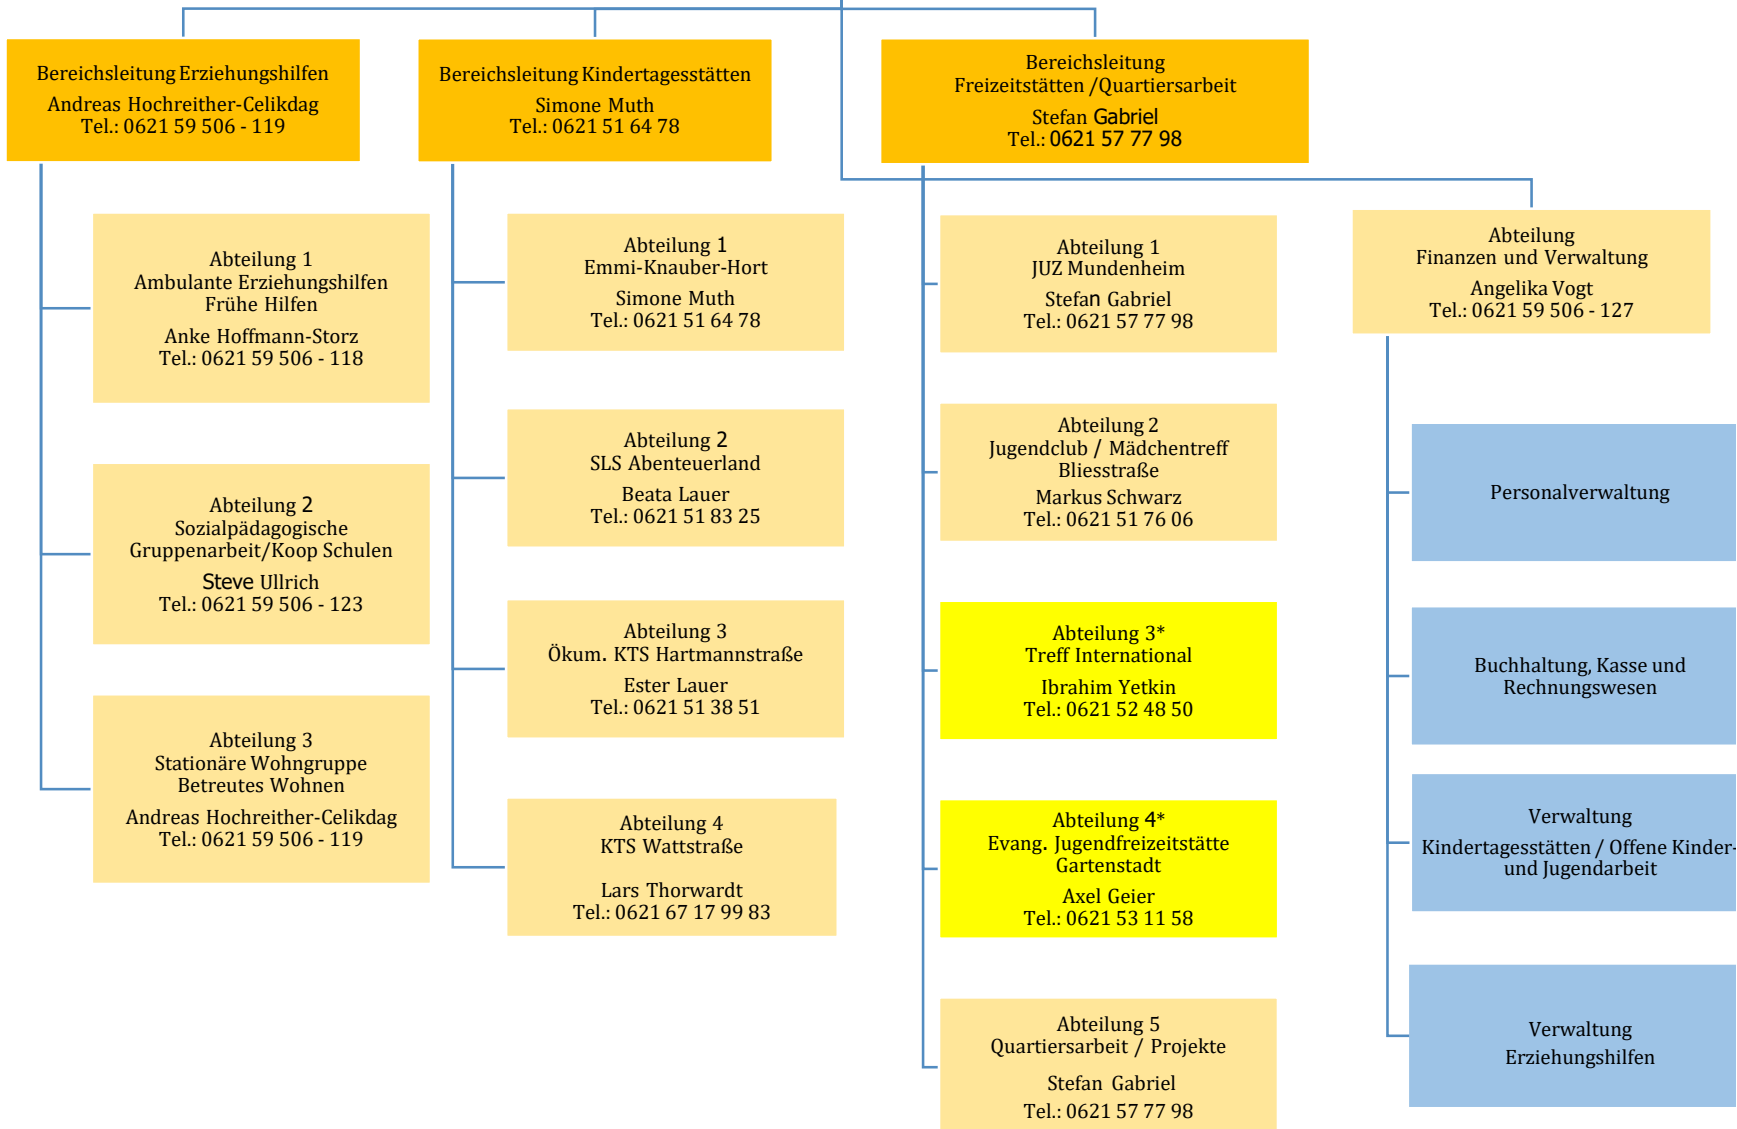 Bereichsleitung Erziehungshilfen
Andreas Hochreither-Celikdag
Tel.: 0621 59 506 - 119
Abteilung 1
Ambulante Erziehungshilfen
Frühe Hilfen
Anke Hoffmann-Storz
Tel.: 0621 59 506 - 118
Abteilung 2
Sozialpädagogische
Gruppenarbeit/Koop Schulen
Steve Ullrich
Tel.: 0621 59 506 - 123
Abteilung 3
Stationäre Wohngruppe
Betreutes Wohnen
Andreas Hochreither-Celikdag
Tel.: 0621 59 506 - 119
Bereichsleitung Kindertagesstätten
Simone Muth
Tel.: 0621 51 64 78
Abteilung 1
Emmi-Knauber-Hort
Simone Muth
Tel.: 0621 51 64 78
Abteilung 2
SLS Abenteuerland
Beata Lauer
Tel.: 0621 51 83 25
Abteilung 3
Ökum. KTS Hartmannstraße
Ester Lauer
Tel.: 0621 51 38 51
Abteilung 4
KTS Wattstraße
Lars Thorwardt
Tel.: 0621 67 17 99 83
Bereichsleitung
Freizeitstätten /Quartiersarbeit
Stefan Gabriel
Tel.: 0621 57 77 98
Abteilung 1
JUZ Mundenheim
Stefan Gabriel
Tel.: 0621 57 77 98
Abteilung 2
Jugendclub / Mädchentreff
Bliesstraße
Markus Schwarz
Tel.: 0621 51 76 06
Abteilung 3*
Treff International
Ibrahim Yetkin
Tel.: 0621 52 48 50
Abteilung 4*
Evang. Jugendfreizeitstätte
Gartenstadt
Axel Geier
Tel.: 0621 53 11 58
Abteilung 5
Quartiersarbeit / Projekte
Stefan Gabriel
Tel.: 0621 57 77 98
Abteilung
Finanzen und Verwaltung
Angelika Vogt
Tel.: 0621 59 506 - 127
Personalverwaltung
Buchhaltung, Kasse und
Rechnungswesen
Verwaltung
Kindertagesstätten / Offene Kinder-
und Jugendarbeit
Verwaltung
Erziehungshilfen